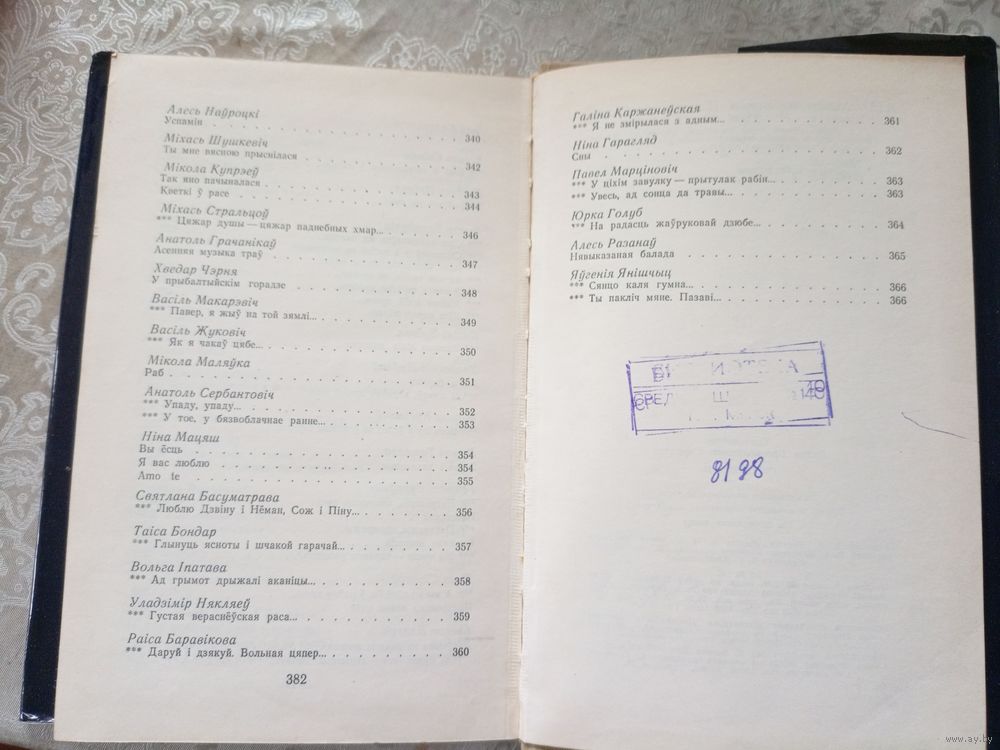 Алесь Наўроцкі
Успамін . . . . . . . . . . . . . . . 340
Міхась Шушкевіч
Ты мне вясною прыснілася . . . . . . . . 342
Мікола Купрэеў
Так яно пачыналася . . . . . . . . . . 343
Кветкі ў расе . . . . . . . . . . . . 344
Міхась Стральцоў
*** Цяжар душы — цяжар паднебных хмар... . . . . 346
Анатоль Грачанікаў
Асенняя музыка траў . . . . . . . . . . 347
Хведар Чэрня
У прыбалтыйскім горадзе . . . . . . . . . 348
Васіль Макарэвіч
*** Павер, я жыў на той зямлі... . . . . . . . . 349
Васіль Жуковіч
*** Як я чакаў цябе... . . . . . . . . . . . 350
Мікола Маляўка
Раб . . . . . . . . . . . . . . . . 351
Анатоль Сербантовіч
*** Упаду, упаду... . . . . . . . . . . . . 352
*** У тое, у бязвоблачнае ранне... . . . . . . . 353
Ніна Мацяш
Вы ёсць . . . . . . . . . . . . . . 354
Я вас люблю . . . . . . . . . . . . . 354
Amo te . . . . . . . . . . . . . . . 355
Святлана Басуматрава
*** Люблю Дзвіну і Нёман, Сож і Піну... . . . . . . 356
Таіса Бондар
*** Глынуць ясноты і шчакой гарачай... . . . . . . . 357
Вольга Іпатава
*** Ад грымот дрыжалі аканіцы... . . . . . . . . 358
Уладзімір Някляеў
*** Густая вераснёўская раса... . . . . . . . . . 359
Раіса Баравікова
*** Даруй і дзякуй. Вольная цяпер... . . . . . . . 360
382
Галіна Каржанеўская
*** Я не змірылася з адным... . . . . . . . . . 361
Ніна Гарагляд
Сны . . . . . . . . . . . . . . . . 362
Павел Марціновіч
*** У ціхім завулку — прытулак рабін... . . . . . . 363
*** Увесь, ад сонца да травы... . . . . . . . . . 363
Юрка Голуб
*** На радасць жаўруковай дзюбе... . . . . . . . 364
Алесь Разанаў
Нявыказаная балада . . . . . . . . . . . 365
Яўгенія Янішчыц
*** Сянцо каля гумна... . . . . . . . . . . . 366
*** Ты пакліч мяне. Пазаві... . . . . . . . . . 366
8198
www.ay.by